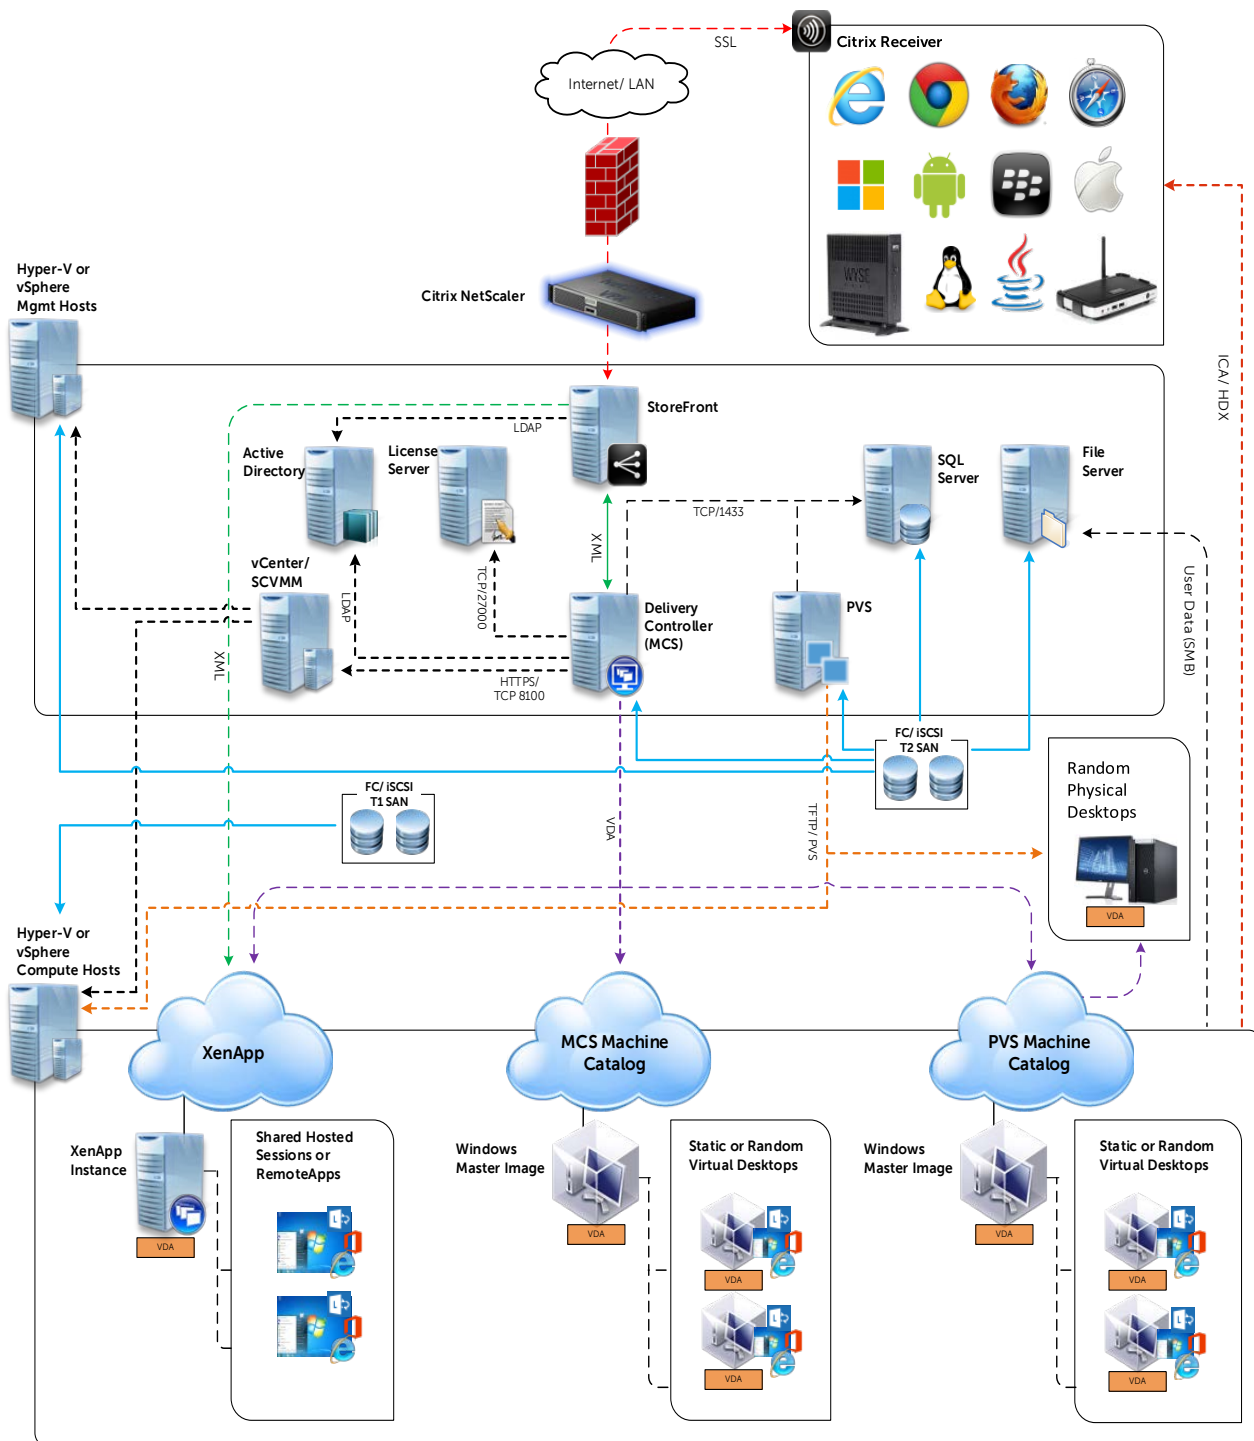 SSL
Citrix Receiver
Internet/ LAN
WYSE
Hyper-V or
vSphere
Mgmt Hosts
Citrix NetScaler
ICA/ HDX
StoreFront
LDAP
Active
Directory
License
Server
SQL
Server
File
Server
TCP/1433
XML
vCenter/
SCVMM
TCP/27000
LDAP
Delivery
Controller
(MCS)
PVS
User Data (SMB)
XML
HTTPS/
TCP 8100
FC/ iSCSI
T2 SAN
Random
Physical
Desktops
FC/ iSCSI
T1 SAN
VDA
TFTP/ PVS
VDA
Hyper-V or
vSphere
Compute Hosts
XenApp
MCS Machine
Catalog
PVS Machine
Catalog
XenApp
Instance
VDA
Shared Hosted
Sessions or
RemoteApps
L
L
Windows
Master Image
VDA
Static or Random
Virtual Desktops
L
VDA
L
VDA
Windows
Master Image
VDA
Static or Random
Virtual Desktops
L
VDA
L
VDA